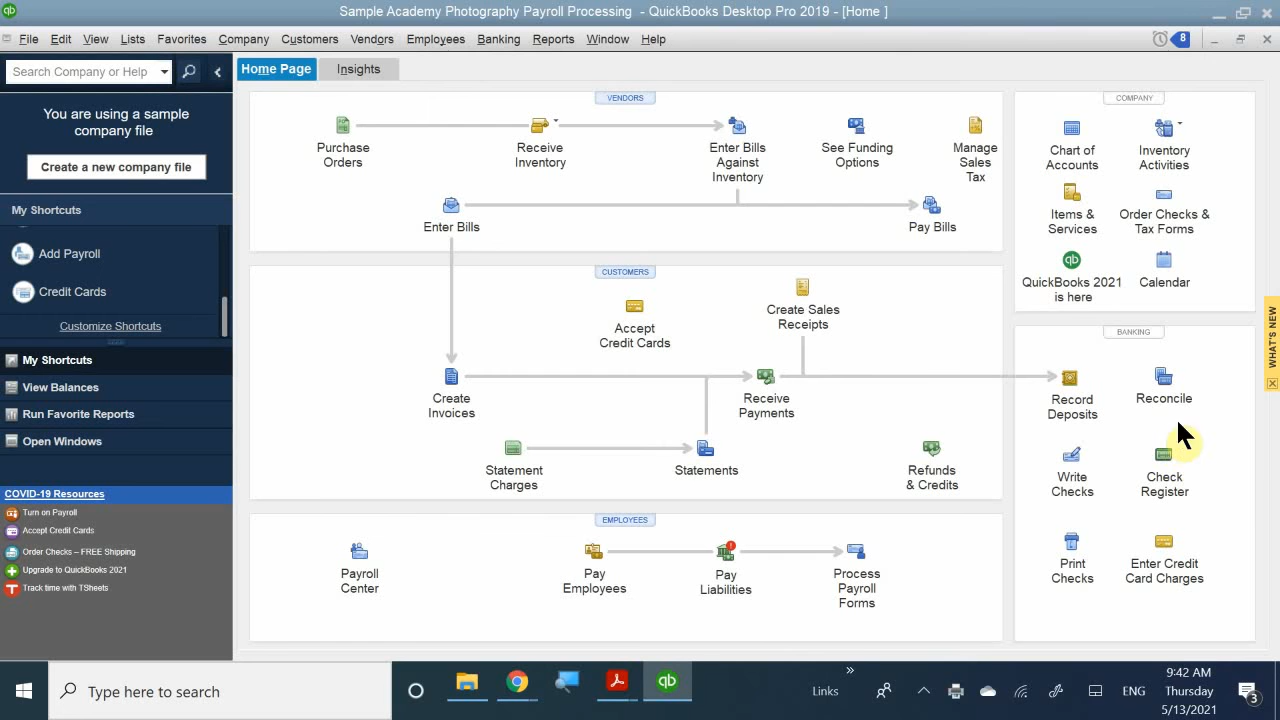 Sample Academy Photography Payroll Processing - QuickBooks Desktop Pro 2019 - [Home ]
File Edit View Lists Favorites Company Customers Vendors Employees Banking Reports Window Help
8
Search Company or Help
Home Page
Insights
You are using a sample
company file
Create a new company file
My Shortcuts
Add Payroll
Credit Cards
Customize Shortcuts
My Shortcuts
View Balances
Run Favorite Reports
Open Windows
COVID-19 Resources
Turn on Payroll
Accept Credit Cards
Order Checks – FREE Shipping
Upgrade to QuickBooks 2021
Track time with TSheets
VENDORS
Purchase
Orders
Receive
Inventory
Enter Bills
Against
Inventory
See Funding
Options
Manage
Sales
Tax
Enter Bills
Pay Bills
CUSTOMERS
Accept
Credit Cards
Create Sales
Receipts
Create
Invoices
Receive
Payments
Statement
Charges
Statements
Refunds
& Credits
EMPLOYEES
Payroll
Center
Pay
Employees
Pay
Liabilities
Process
Payroll
Forms
COMPANY
Chart of
Accounts
Inventory
Activities
Items &
Services
Order Checks &
Tax Forms
qb
QuickBooks 2021
is here
Calendar
BANKING
Record
Deposits
Reconcile
Write
Checks
Check
Register
Print
Checks
Enter Credit
Card Charges
WHAT'S NEW
Type here to search
qb
Links
ENG
9:42 AM
Thursday
5/13/2021
3